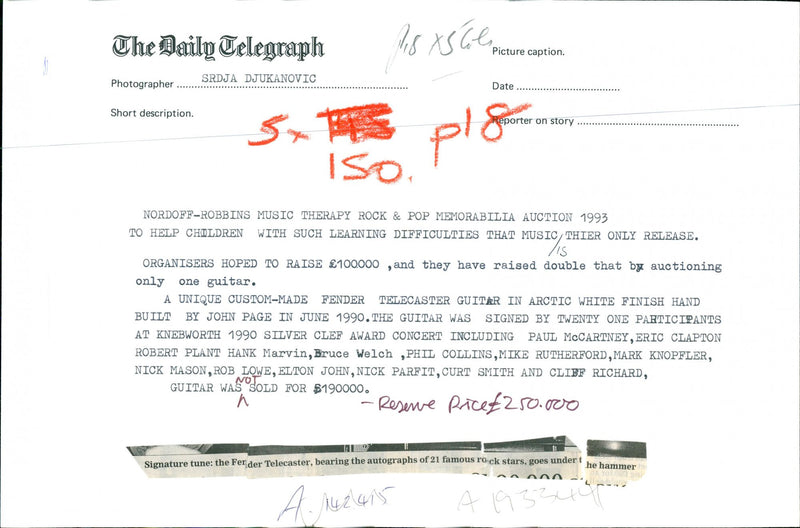 The Daily Telegraph
p18 x5
Picture caption.
Photographer SRDJA DJUKANOVIC
Date
Short description.
Reporter on story
5x
150.
p18
NORDOFF-ROBBINS MUSIC THERAPY ROCK & POP MEMORABILIA AUCTION 1993
TO HELP CHILDREN WITH SUCH LEARNING DIFFICULTIES THAT MUSIC/IS THIER ONLY RELEASE.
ORGANISERS HOPED TO RAISE £100000 ,and they have raised double that by auctioning
only one guitar.
A UNIQUE CUSTOM-MADE FENDER TELECASTER GUITAR IN ARCTIC WHITE FINISH HAND
BUILT BY JOHN PAGE IN JUNE 1990.THE GUITAR WAS SIGNED BY TWENTY ONE PARTICIPANTS
AT KNEBWORTH 1990 SILVER CLEF AWARD CONCERT INCLUDING PAUL McCARTNEY,ERIC CLAPTON
ROBERT PLANT HANK Marvin,Bruce Welch ,PHIL COLLINS,MIKE RUTHERFORD,MARK KNOPFLER,
NICK MASON,ROB LOWE,ELTON JOHN,NICK PARFIT,CURT SMITH AND CLIFF RICHARD,
GUITAR WAS NOT SOLD FOR £190000.
- Reserve Price £250.000
Signature tune: the Fender Telecaster, bearing the autographs of 21 famous rock stars, goes under the hammer
A 142415